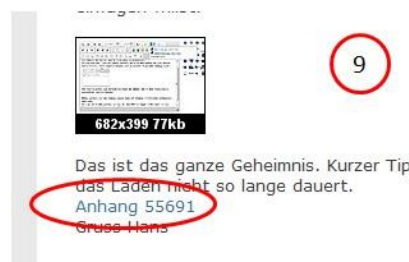 9
682x399 77kb
Das ist das ganze Geheimnis. Kurzer Tip
das Laden nicht so lange dauert.
Anhang 55691
Gruss Hans